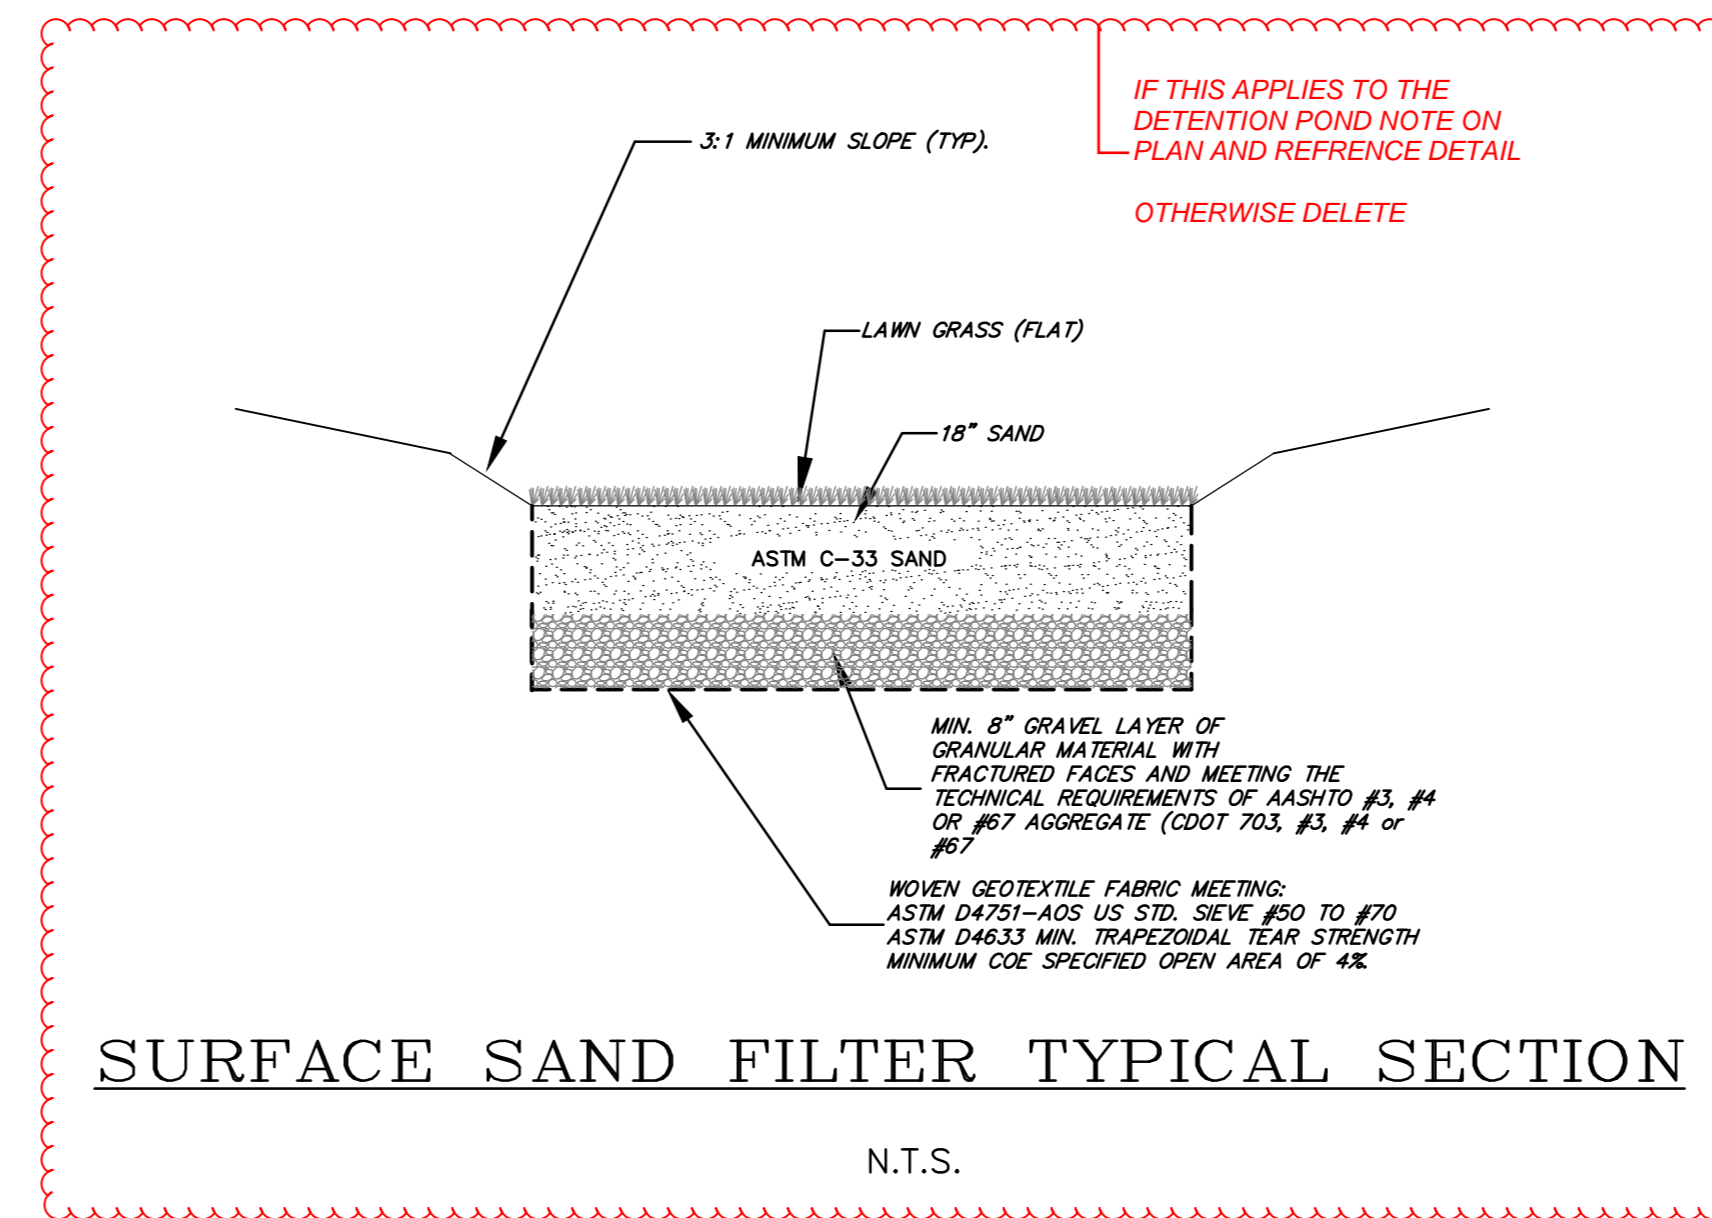 IF THIS APPLIES TO THE
DETENTION POND NOTE ON
PLAN AND REFRENCE DETAIL
OTHERWISE DELETE
3:1 MINIMUM SLOPE (TYP).
LAWN GRASS (FLAT)
18" SAND
ASTM C-33 SAND
MIN. 8" GRAVEL LAYER OF
GRANULAR MATERIAL WITH
FRACTURED FACES AND MEETING THE
TECHNICAL REQUIREMENTS OF AASHTO #3, #4
OR #67 AGGREGATE (CDOT 703, #3, #4 or
#67
WOVEN GEOTEXTILE FABRIC MEETING:
ASTM D4751-AOS US STD. SIEVE #50 TO #70
ASTM D4633 MIN. TRAPEZOIDAL TEAR STRENGTH
MINIMUM COE SPECIFIED OPEN AREA OF 4%
SURFACE SAND FILTER TYPICAL SECTION
N.T.S.